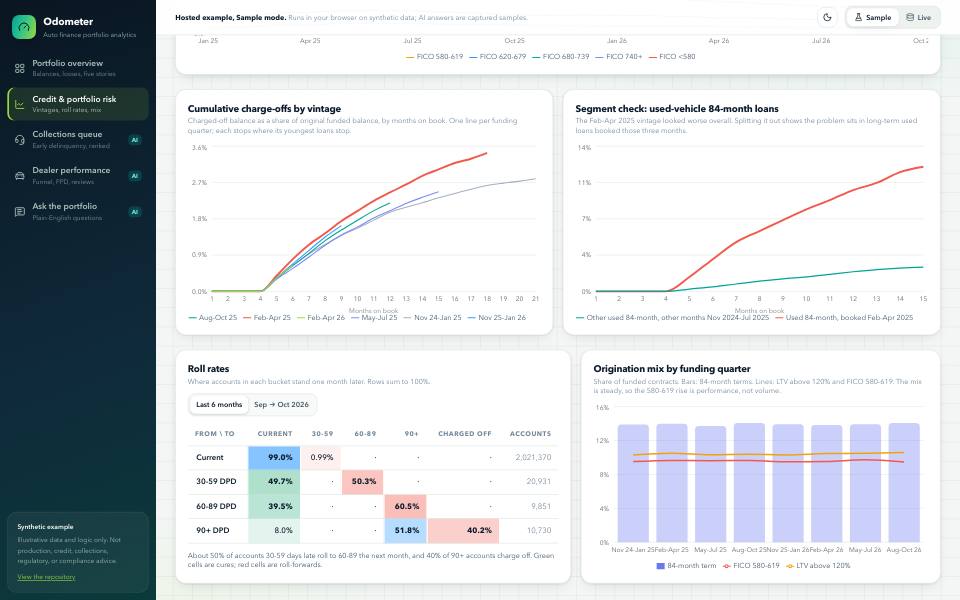 Odometer
Auto finance portfolio analytics
Portfolio overview
Balances, losses, five stories
Credit & portfolio risk
Vintages, roll rates, mix
Collections queue
Early delinquency, ranked
AI
Dealer performance
Funnel, FPD, reviews
AI
Ask the portfolio
Plain-English questions
AI
Synthetic example
Illustrative data and logic only. Not
production, credit, collections,
regulatory, or compliance advice.
View the repository
Hosted example, Sample mode. Runs in your browser on synthetic data; AI answers are captured samples.
Sample Live
Jan 25 Apr 25 Jul 25 Oct 25 Jan 26 Apr 26 Jul 26
FICO 580-619 FICO 620-679 FICO 680-739 FICO 740+ FICO <580
Cumulative charge-offs by vintage
Charged-off balance as a share of original funded balance, by months on book. One line per funding
quarter; each stops where its youngest loans stop.
3.6%
2.7%
1.8%
0.9%
0.0%
1 2 3 4 5 6 7 8 9 10 11 12 13 14 15 16 17 18 19 20 21
Months on book
Aug-Oct 25 Feb-Apr 25 Feb-Apr 26 May-Jul 25 Nov 24-Jan 25 Nov 25-Jan 26
Segment check: used-vehicle 84-month loans
The Feb-Apr 2025 vintage looked worse overall. Splitting it out shows the problem sits in long-term used
loans booked those three months.
14%
11%
7%
4%
0%
1 2 3 4 5 6 7 8 9 10 11 12 13 14 15
Months on book
Other used 84-month, other months Nov 2024-Jul 2025 Used 84-month, booked Feb-Apr 2025
Roll rates
Where accounts in each bucket stand one month later. Rows sum to 100%.
Last 6 months Sep → Oct 2026
FROM \ TO CURRENT 30-59 60-89 90+ CHARGED OFF ACCOUNTS
Current 99.0% 0.99% · · · 2,021,370
30-59 DPD 49.7% · 50.3% · · 20,931
60-89 DPD 39.5% · · 60.5% · 9,851
90+ DPD 8.0% · · 51.8% 40.2% 10,730
About 50% of accounts 30-59 days late roll to 60-89 the next month, and 40% of 90+ accounts charge off. Green
cells are cures; red cells are roll-forwards.
Origination mix by funding quarter
Share of funded contracts. Bars: 84-month terms. Lines: LTV above 120% and FICO 580-619. The mix
is steady, so the 580-619 rise is performance, not volume.
16%
12%
8%
4%
0%
Nov 24-Jan 25 Feb-Apr 25 May-Jul 25 Aug-Oct 25 Nov 25-Jan 26 Feb-Apr 26 May-Jul 26 Aug-Oct 26
84-month term FICO 580-619 LTV above 120%